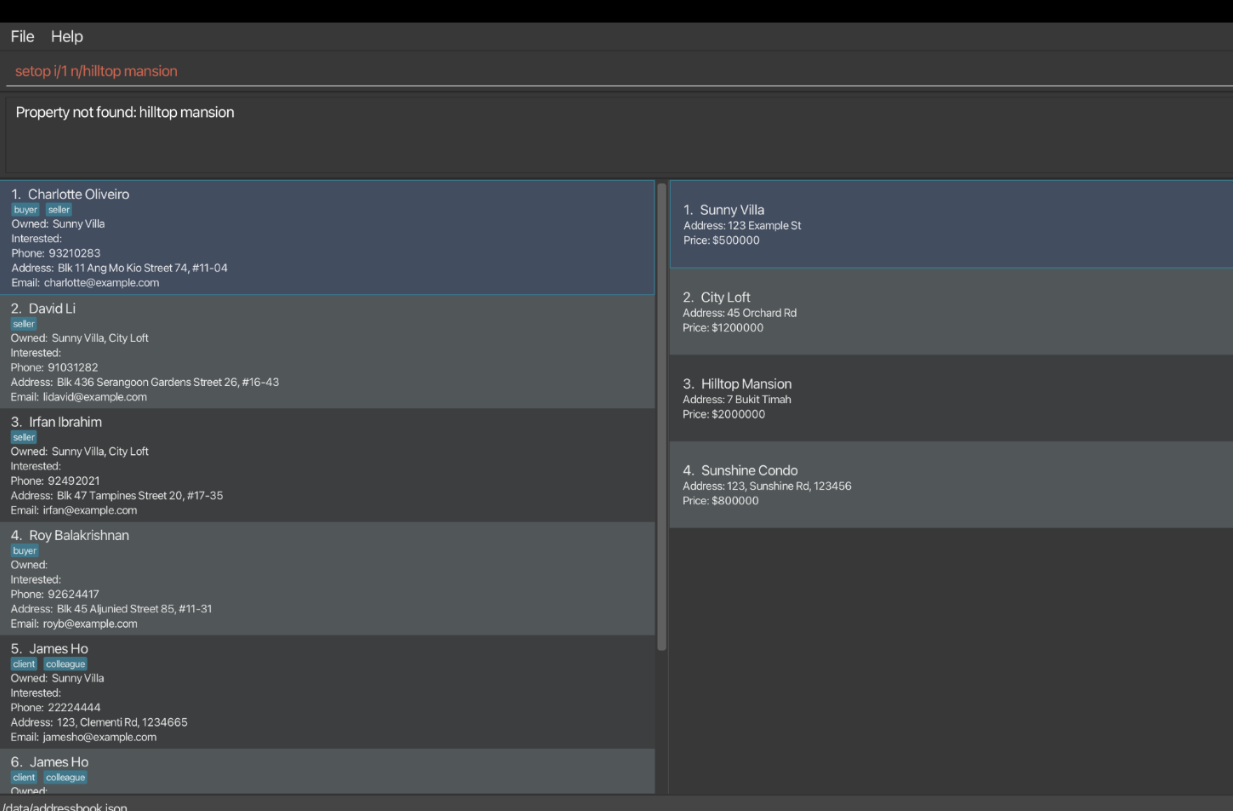 File Help
setop i/1 n/hilltop mansion
Property not found: hilltop mansion
1. Charlotte Oliveiro
buyer seller
Owned: Sunny Villa
Interested:
Phone: 93210283
Address: Blk 11 Ang Mo Kio Street 74, #11-04
Email: charlotte@example.com
2. David Li
seller
Owned: Sunny Villa, City Loft
Interested:
Phone: 91031282
Address: Blk 436 Serangoon Gardens Street 26, #16-43
Email: lidavid@example.com
3. Irfan Ibrahim
seller
Owned: Sunny Villa, City Loft
Interested:
Phone: 92492021
Address: Blk 47 Tampines Street 20, #17-35
Email: irfan@example.com
4. Roy Balakrishnan
buyer
Owned:
Interested:
Phone: 92624417
Address: Blk 45 Aljunied Street 85, #11-31
Email: royb@example.com
5. James Ho
client colleague
Owned: Sunny Villa
Interested:
Phone: 22224444
Address: 123, Clementi Rd, 1234665
Email: jamesho@example.com
6. James Ho
client colleague
Owned:
1. Sunny Villa
Address: 123 Example St
Price: $500000
2. City Loft
Address: 45 Orchard Rd
Price: $1200000
3. Hilltop Mansion
Address: 7 Bukit Timah
Price: $2000000
4. Sunshine Condo
Address: 123, Sunshine Rd, 123456
Price: $800000
/data/addressbook.json